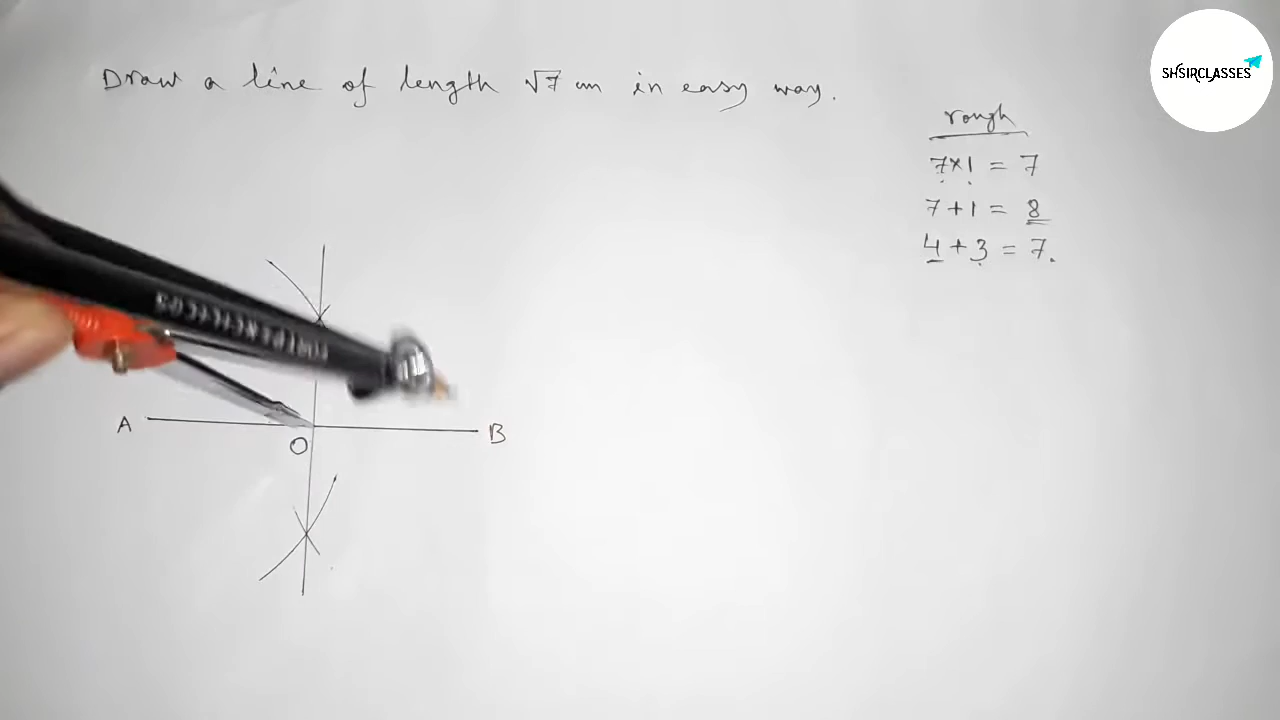 Draw a line of length √7 cm in easy way.
SHSIRCLASSES
rough
7×1 = 7
7+1 = 8
4+3 = 7.
A
O
B